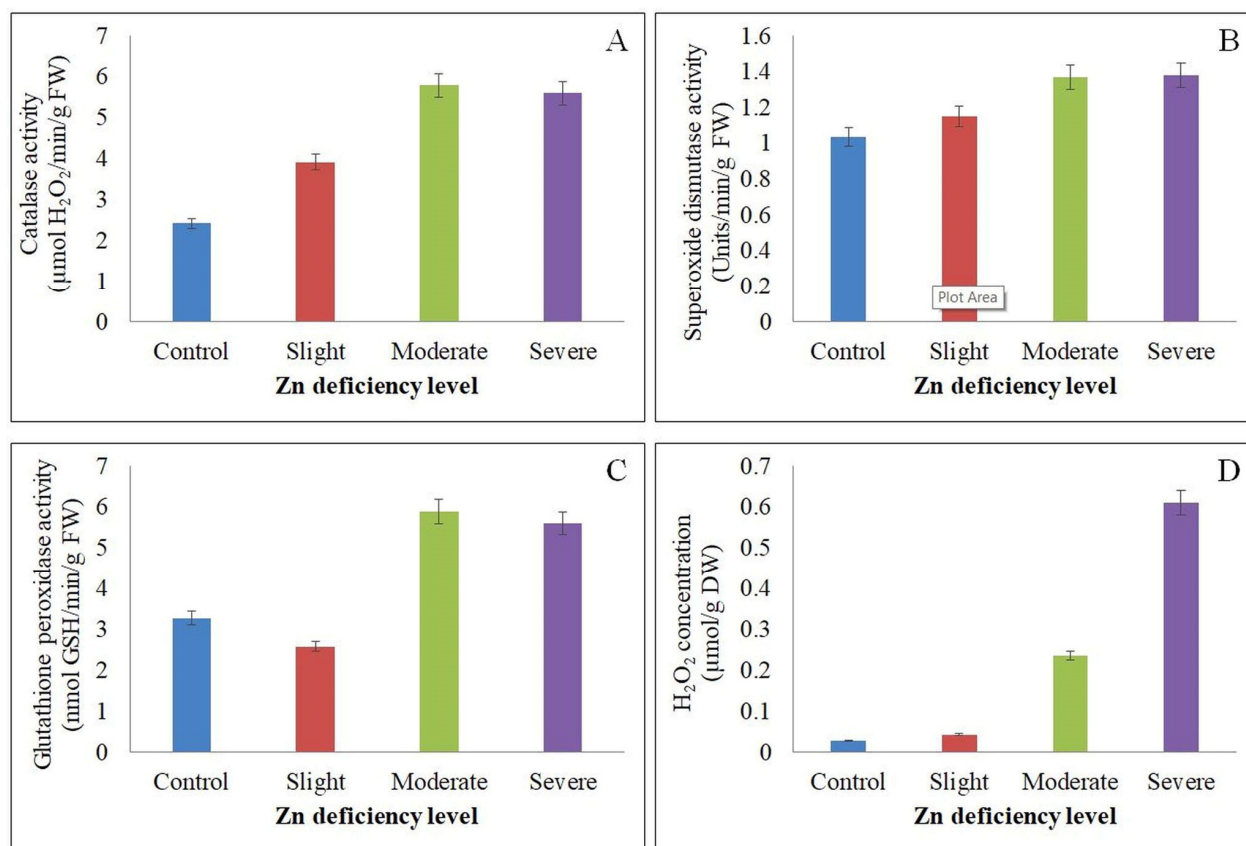 A
Catalase activity
(µmol H₂O₂/min/g FW)
7
6
5
4
3
2
1
0
Control Slight Moderate Severe
Zn deficiency level
B
Superoxide dismutase activity
(Units/min/g FW)
1.6
1.4
1.2
1
0.8
0.6
0.4
0.2
0
Plot Area
Control Slight Moderate Severe
Zn deficiency level
C
Glutathione peroxidase activity
(nmol GSH/min/g FW)
7
6
5
4
3
2
1
0
Control Slight Moderate Severe
Zn deficiency level
D
H₂O₂ concentration
(µmol/g DW)
0.7
0.6
0.5
0.4
0.3
0.2
0.1
0
Control Slight Moderate Severe
Zn deficiency level